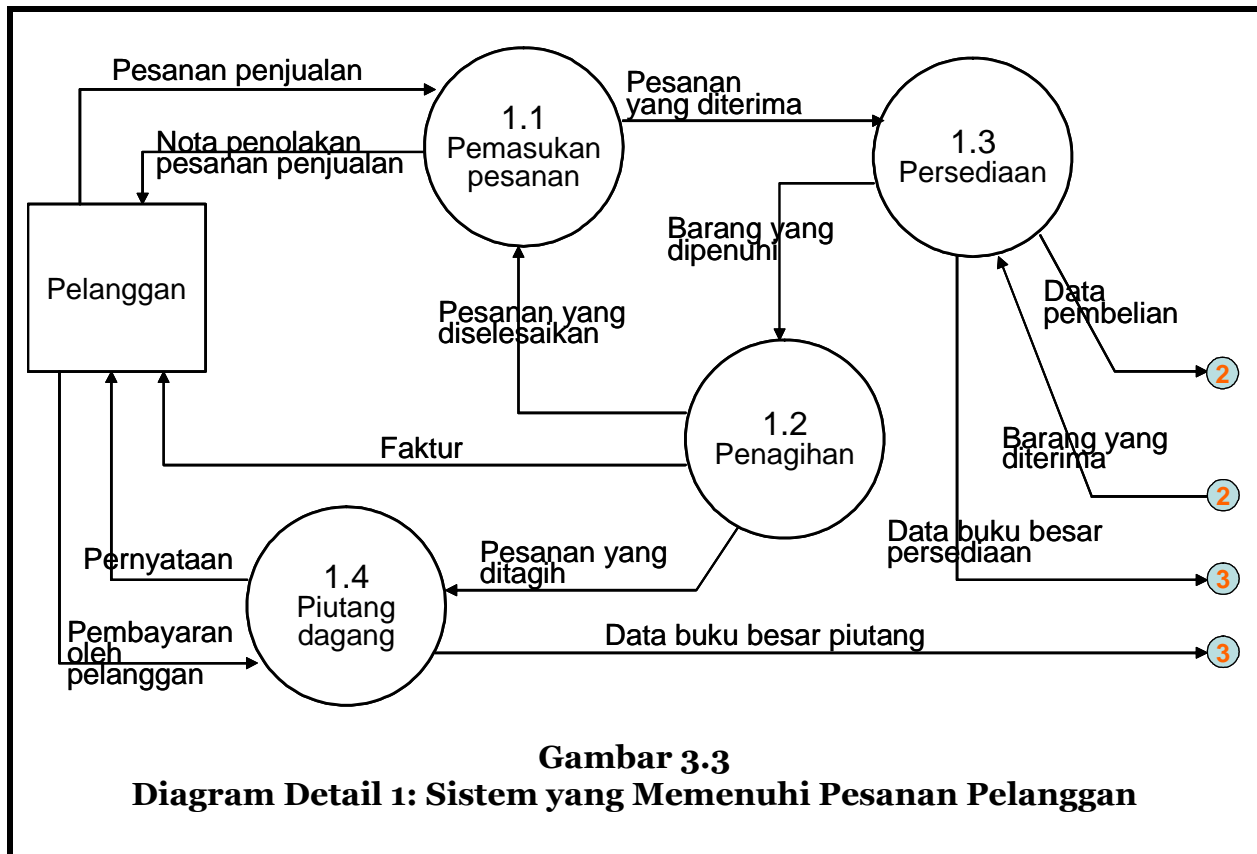 Pesanan penjualan
Nota penolakan
pesanan penjualan
1.1
Pemasukan
pesanan
Pesanan
yang diterima
1.3
Persediaan
Pelanggan
Barang yang
dipenuhi
Pesanan yang
diselesaikan
Data
pembelian
2
1.2
Penagihan
Faktur
Barang yang
diterima
2
Data buku besar
persediaan
3
Pernyataan
1.4
Piutang
dagang
Pesanan yang
ditagih
Pembayaran
oleh
pelanggan
Data buku besar piutang
3
Gambar 3.3
Diagram Detail 1: Sistem yang Memenuhi Pesanan Pelanggan